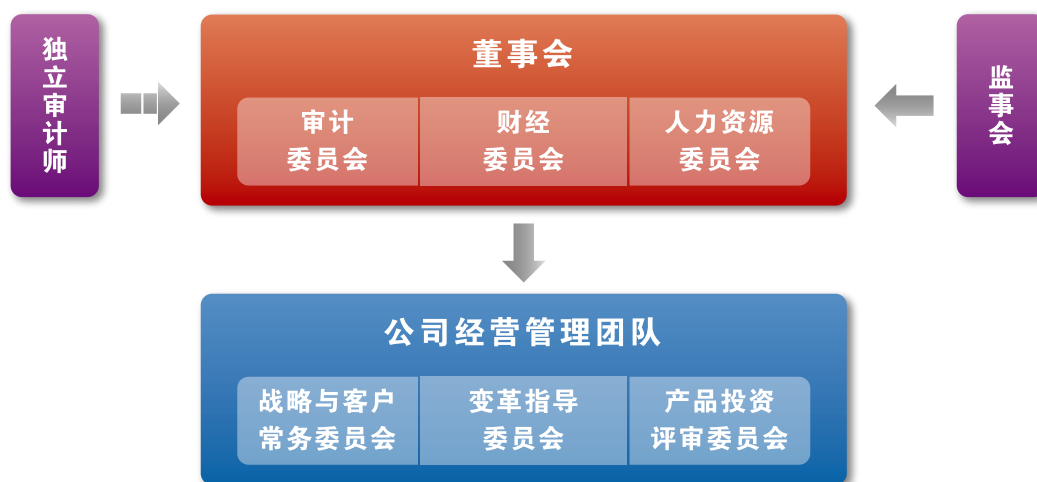 独立审计师
董事会
审计
委员会
财经
委员会
人力资源
委员会
监事会
公司经营管理团队
战略与客户
常务委员会
变革指导
委员会
产品投资
评审委员会